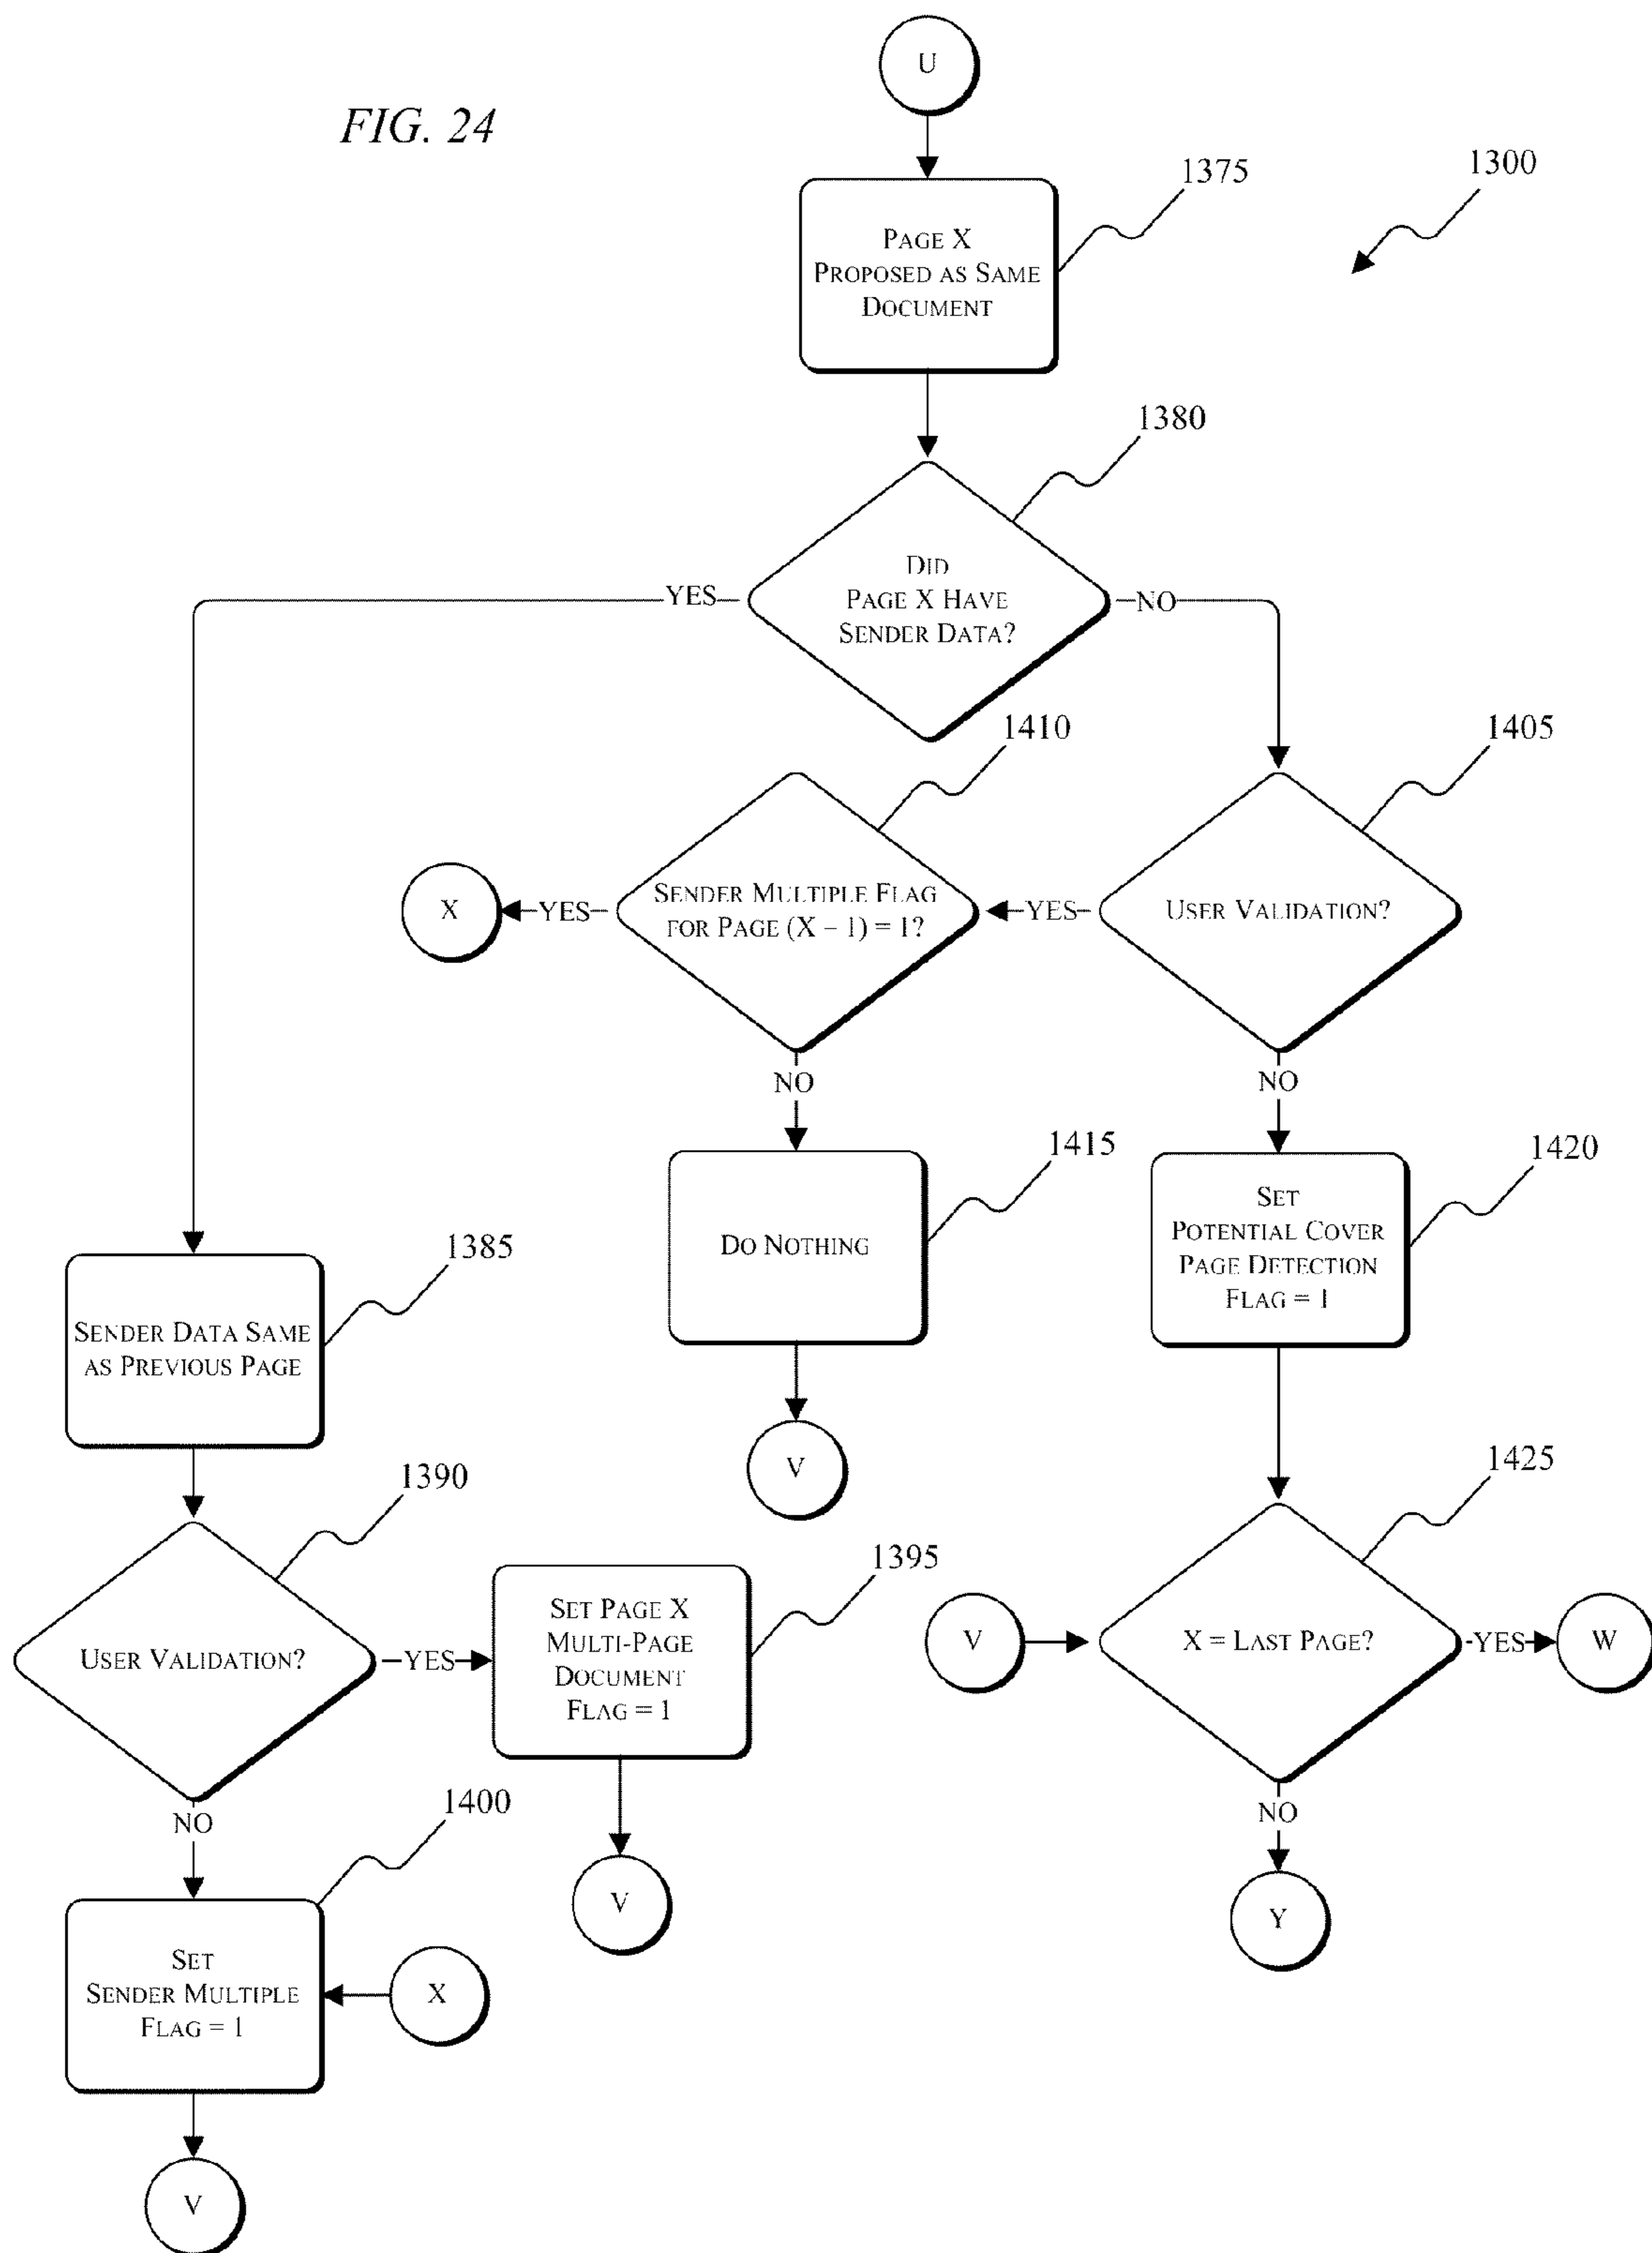 U
FIG. 24
1375
1300
PAGE X
PROPOSED AS SAME
DOCUMENT
1380
DID
PAGE X HAVE
SENDER DATA?
YES
NO
1410
1405
X
YES
SENDER MULTIPLE FLAG
FOR PAGE (X – 1) = 1?
YES
USER VALIDATION?
NO
NO
1415
1420
DO NOTHING
SET
POTENTIAL COVER
PAGE DETECTION
FLAG = 1
1385
SENDER DATA SAME
AS PREVIOUS PAGE
V
1390
1425
1395
USER VALIDATION?
YES
SET PAGE X
MULTI-PAGE
DOCUMENT
FLAG = 1
V
X = LAST PAGE?
YES
W
NO
1400
NO
V
Y
SET
SENDER MULTIPLE
FLAG = 1
X
V